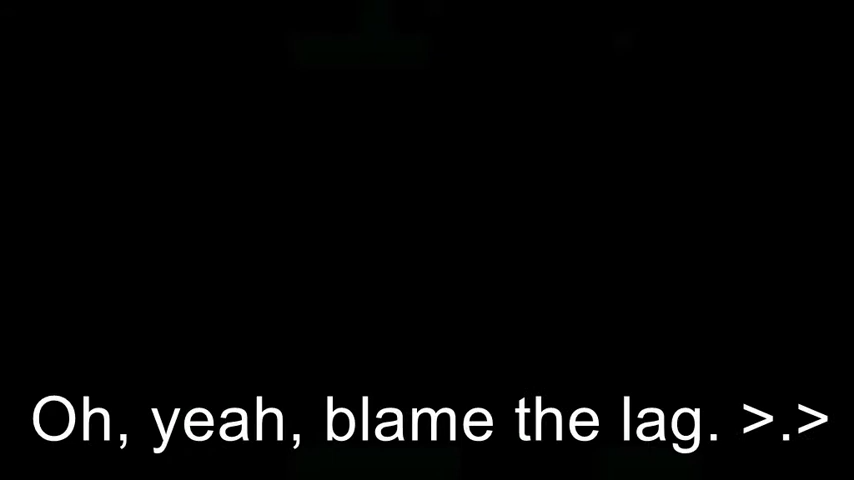 Oh, yeah, blame the lag. >.>